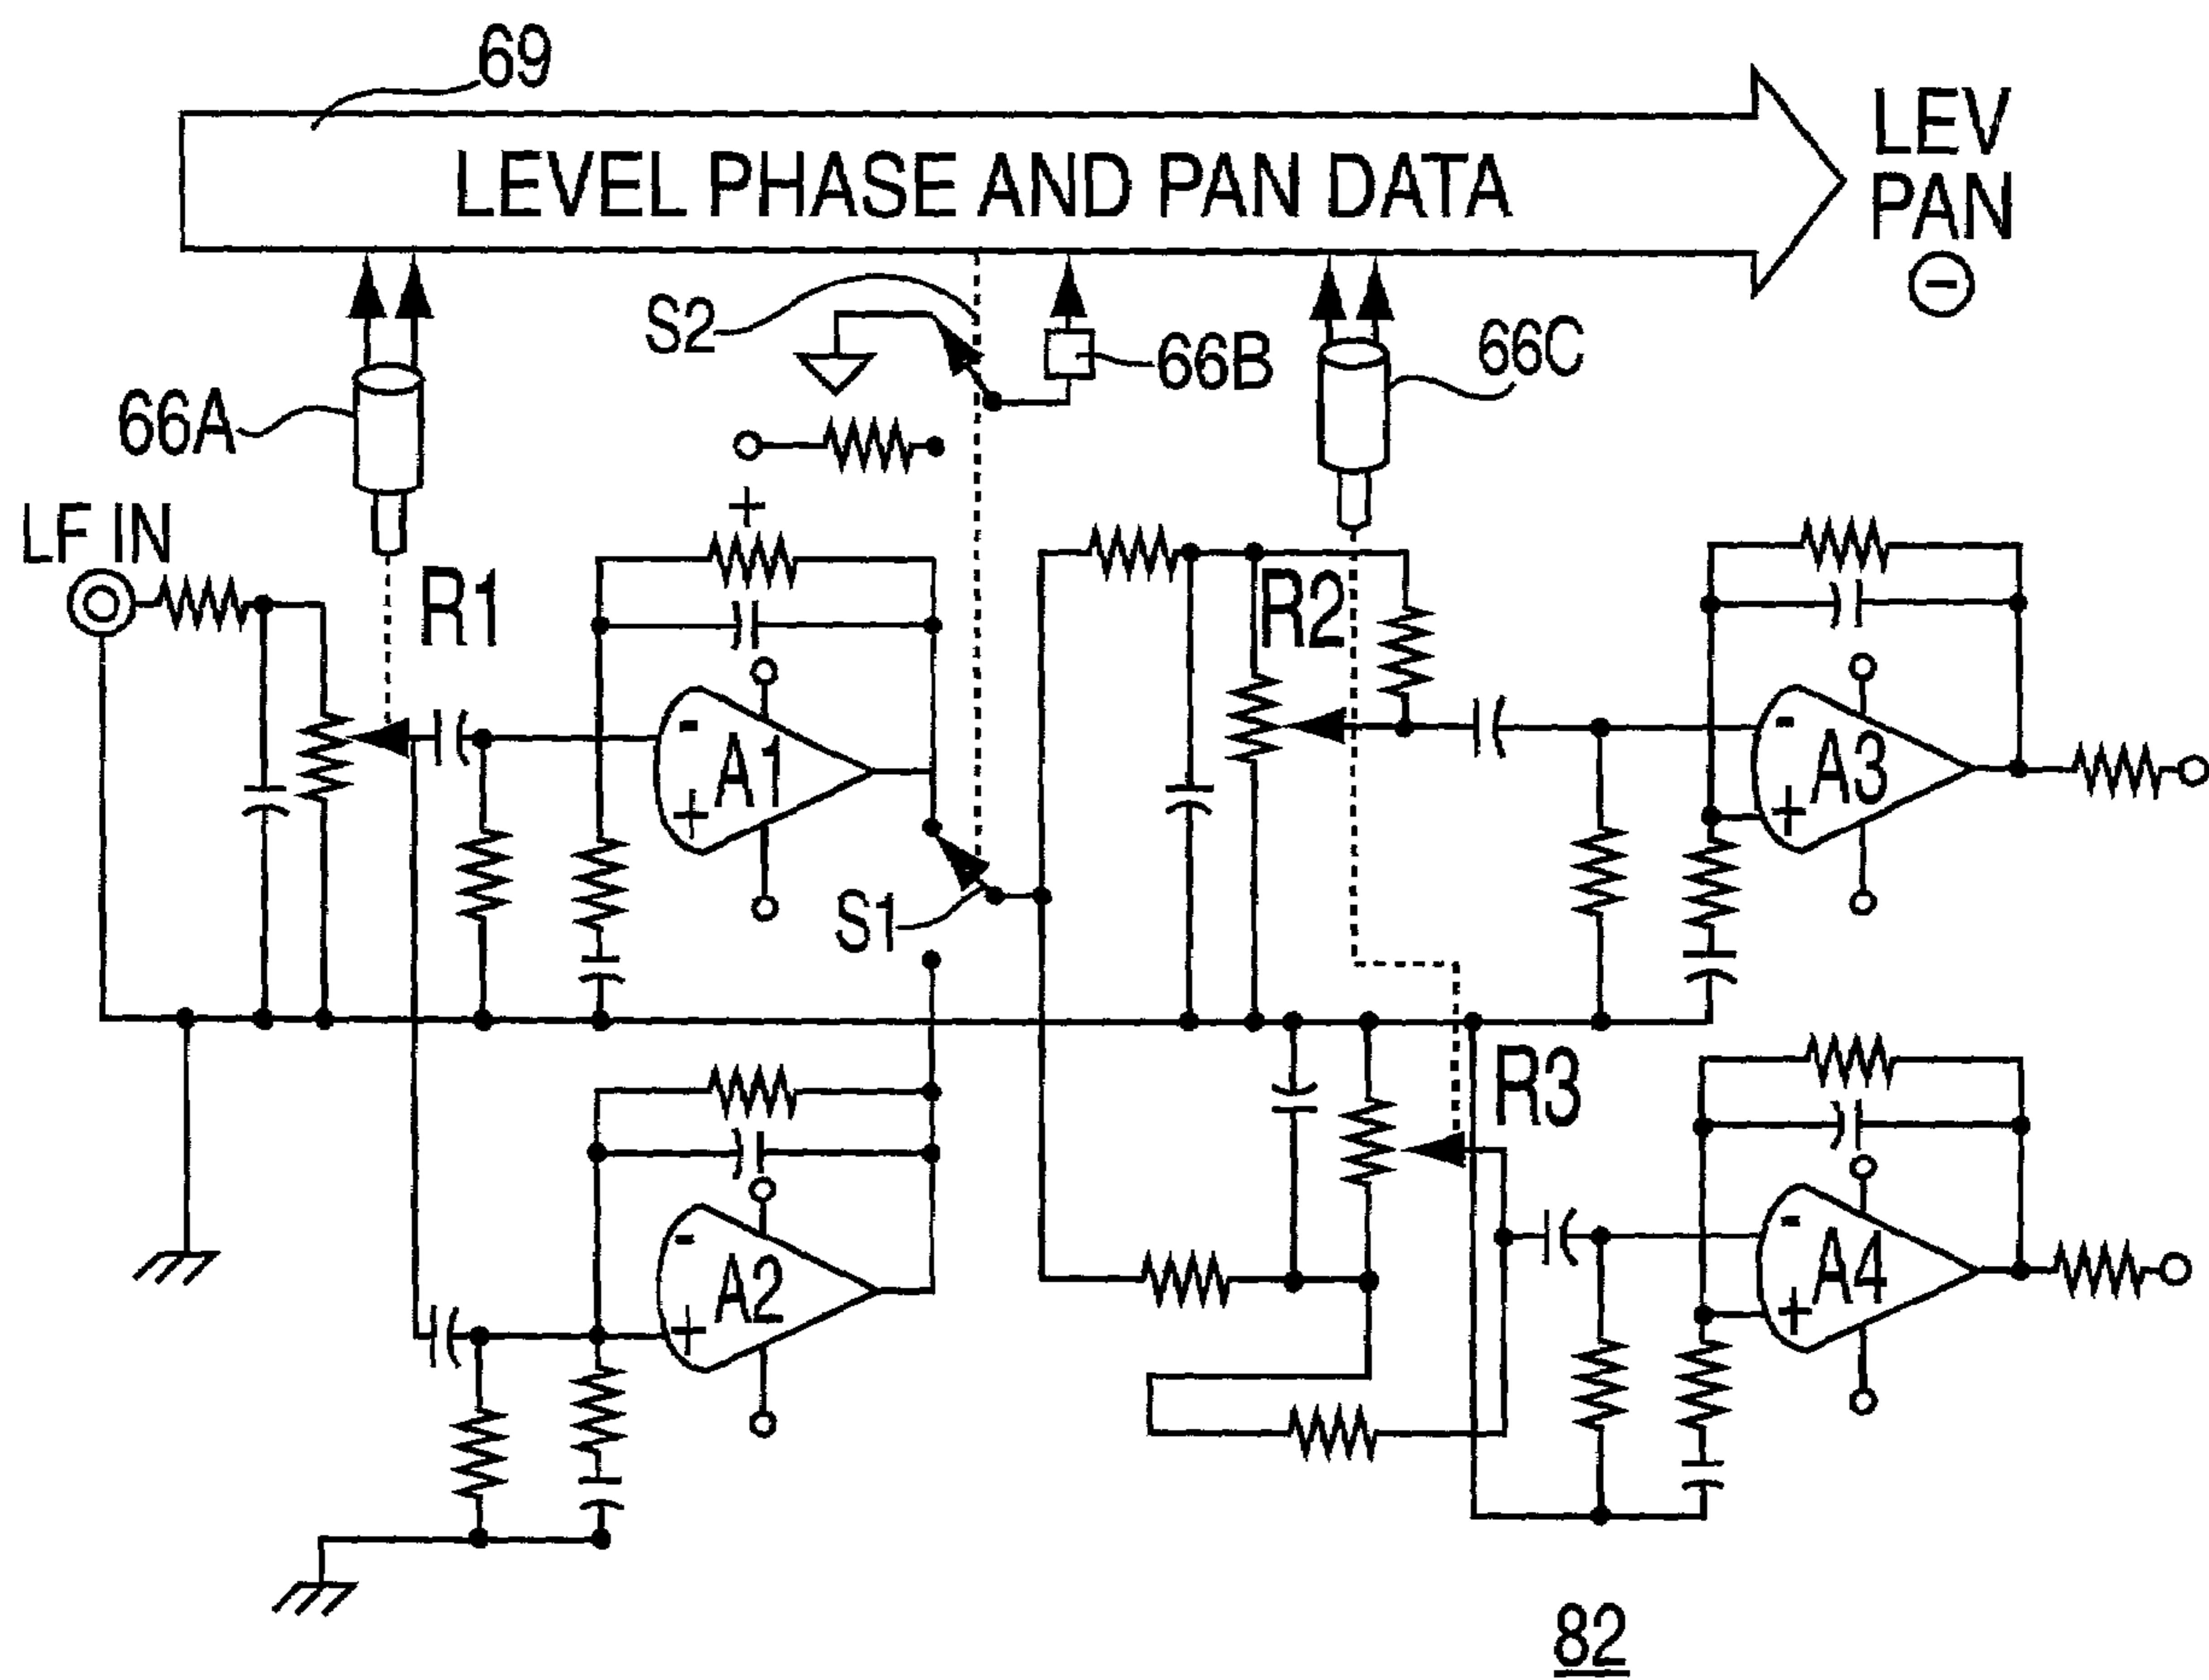 69
LEVEL PHASE AND PAN DATA
LEV
PAN
-
S2
66B
66C
66A
+
LF IN
R1
R2
-
A1
+
-
A3
+
S1
R3
-
A2
+
-
A4
+
82